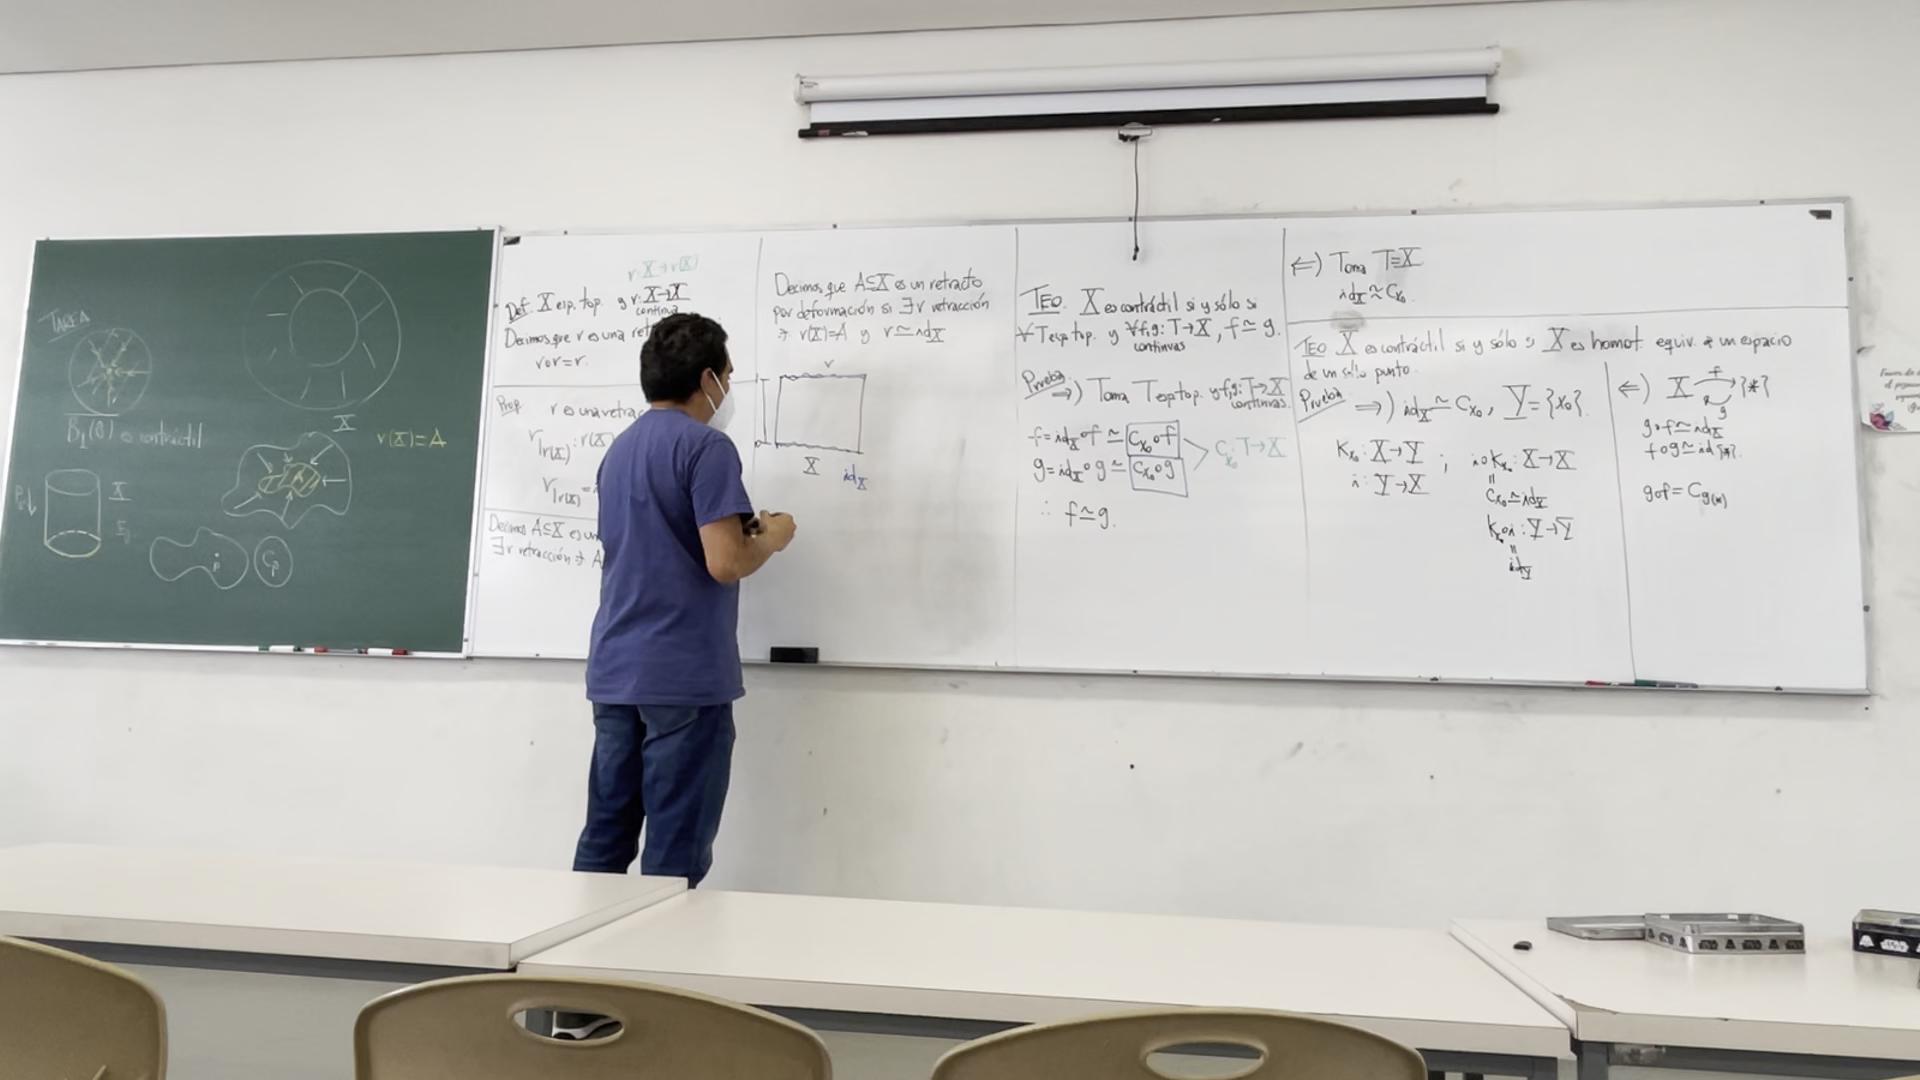 TAREA
B₁(0) es contráctil
X
r(X)=A
X
A
p
Cp
r: X→r(X)
Def. X esp. top. y r: X→X
continua
Decimos que r es una
r∘r=r.
Prop. r es una
r|r(X) : r(X)
r|r(X) =
Decimos A⊆X es un
∃r retracción ∋ A
Decimos que A⊆X es un retracto
por deformación si ∃r retracción
∋ r(X)=A y r≃idX
r
X
idX
TEO. X es contráctil si y sólo si
∀T esp top. y ∀f,g: T→X, f≃g.
continuas
Prueba ⇒) Toma T esp top. y f,g: T→X
continuas.
f=idX∘f ≃ Cx₀∘f
g=idX∘g ≃ Cx₀∘g
Cx₀: T→X
∴ f≃g.
⇐) Toma T=X
idX≃Cx₀.
TEO X es contráctil si y sólo si X es homot. equiv. a un espacio
de un sólo punto.
Prueba ⇒) idX≃Cx₀, Y={x₀}.
Kx₀: X→Y ; i∘Kx₀: X→X
i: Y→X
=
Cx₀≃idX
Kx₀∘i: Y→Y
=
idY
⇐) X f {*}
g
g∘f≃idX
f∘g≃id{*}.
g∘f=Cg(*)